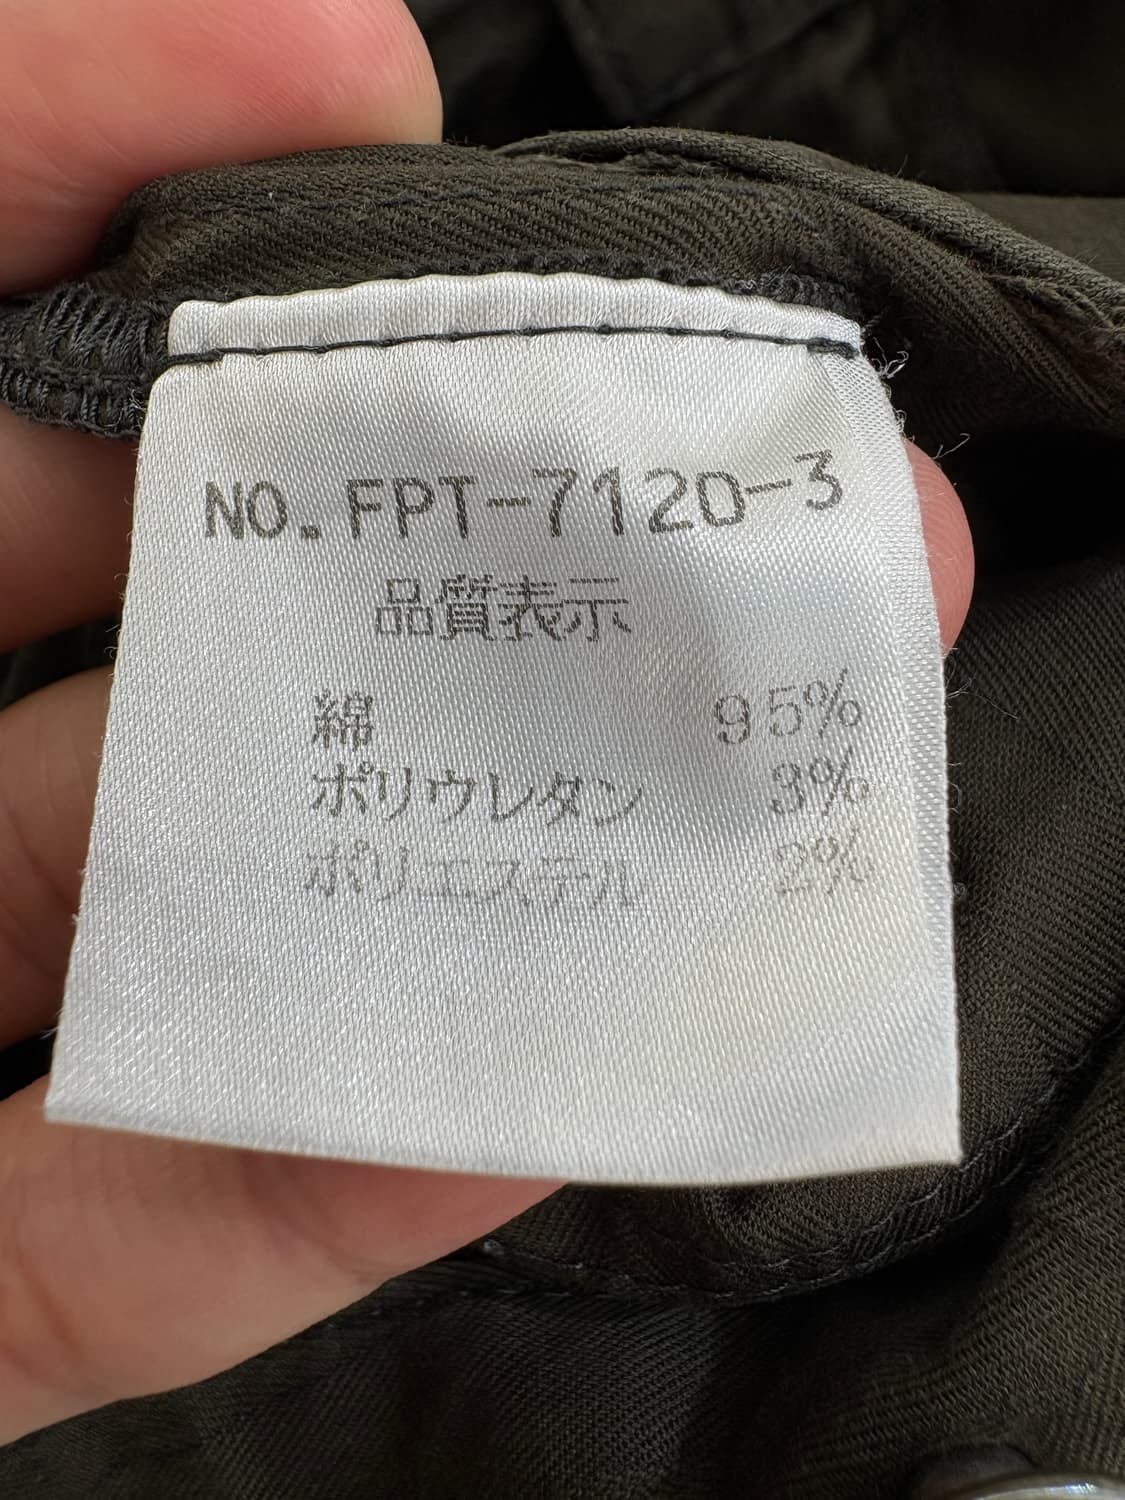 NO.FPT-7120-3
品質表示
綿 95%
ポリウレタン 3%
ポリエステル 2%